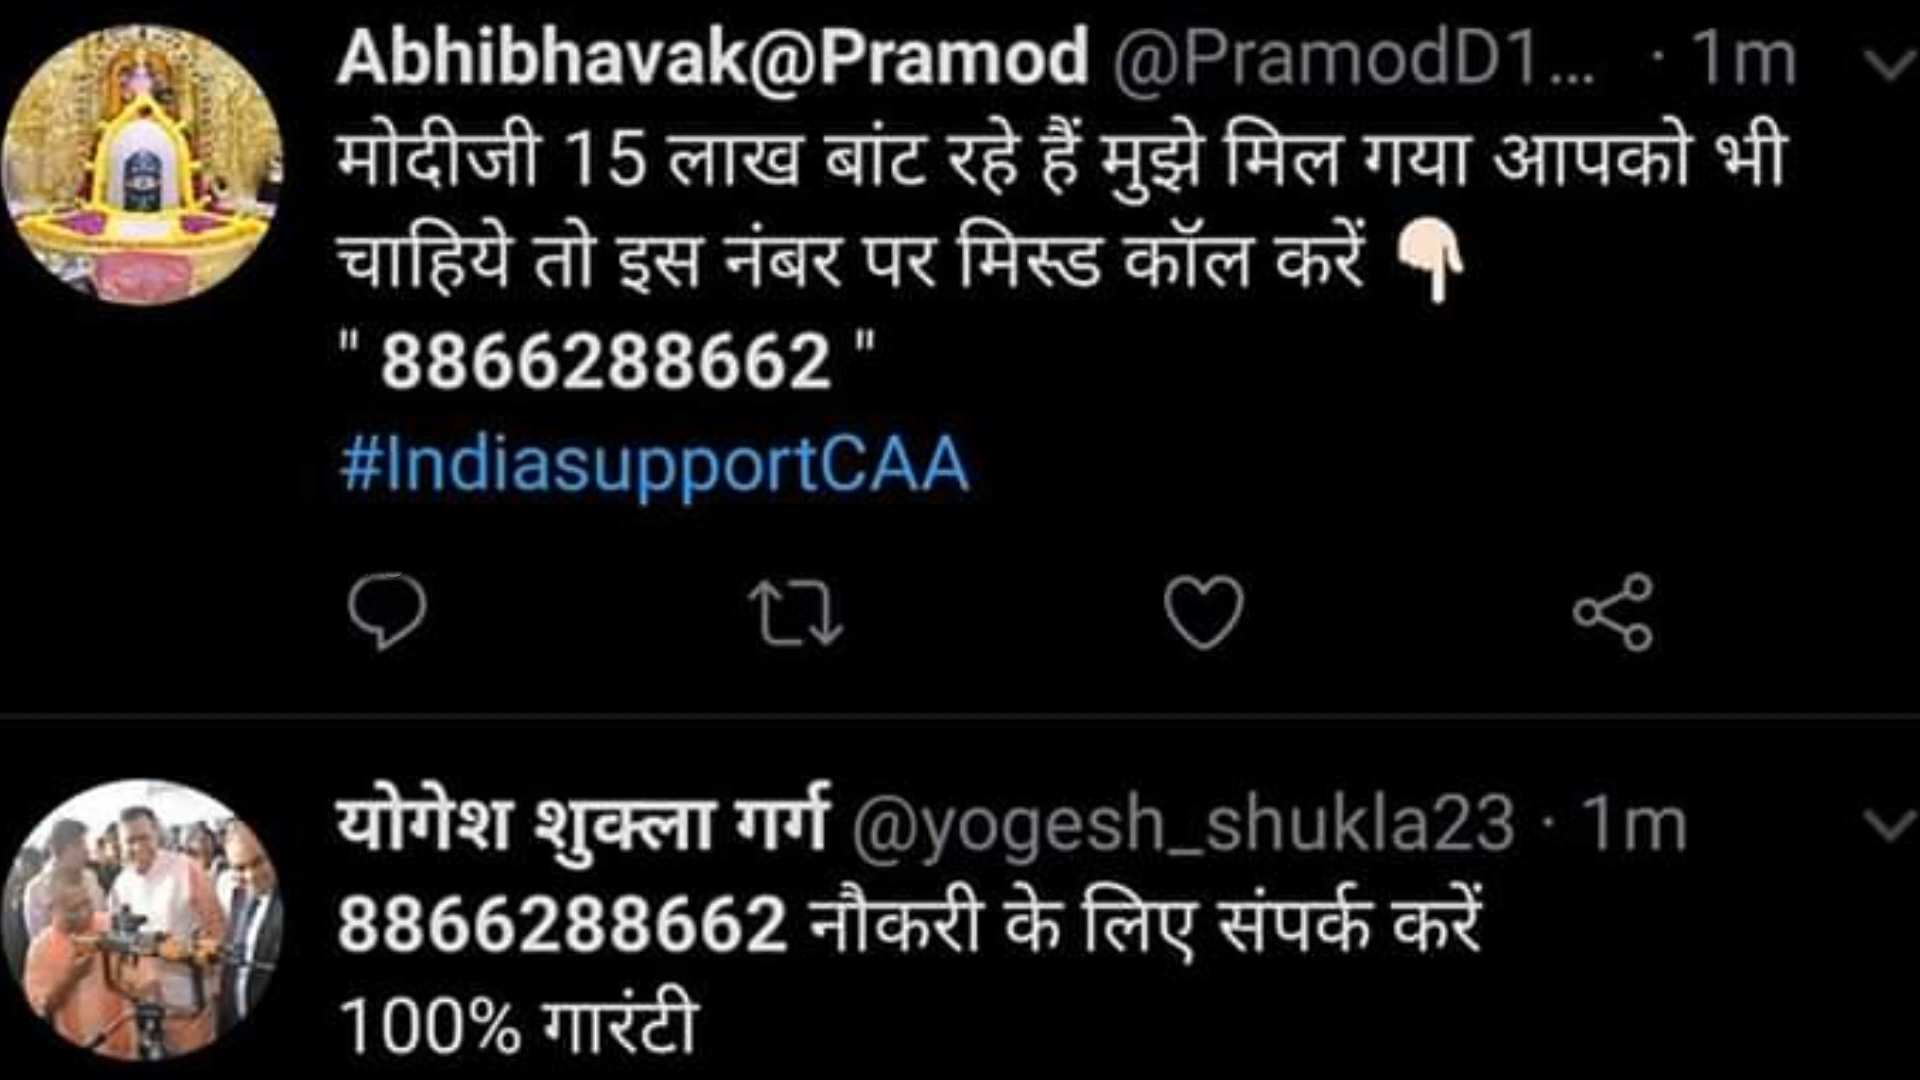 Abhibhavak@Pramod @PramodD1... · 1m
मोदीजी 15 लाख बांट रहे हैं मुझे मिल गया आपको भी
चाहिये तो इस नंबर पर मिस्ड कॉल करें 👇🏻
" 8866288662 "
#IndiasupportCAA
योगेश शुक्ला गर्ग @yogesh_shukla23 · 1m
8866288662 नौकरी के लिए संपर्क करें
100% गारंटी